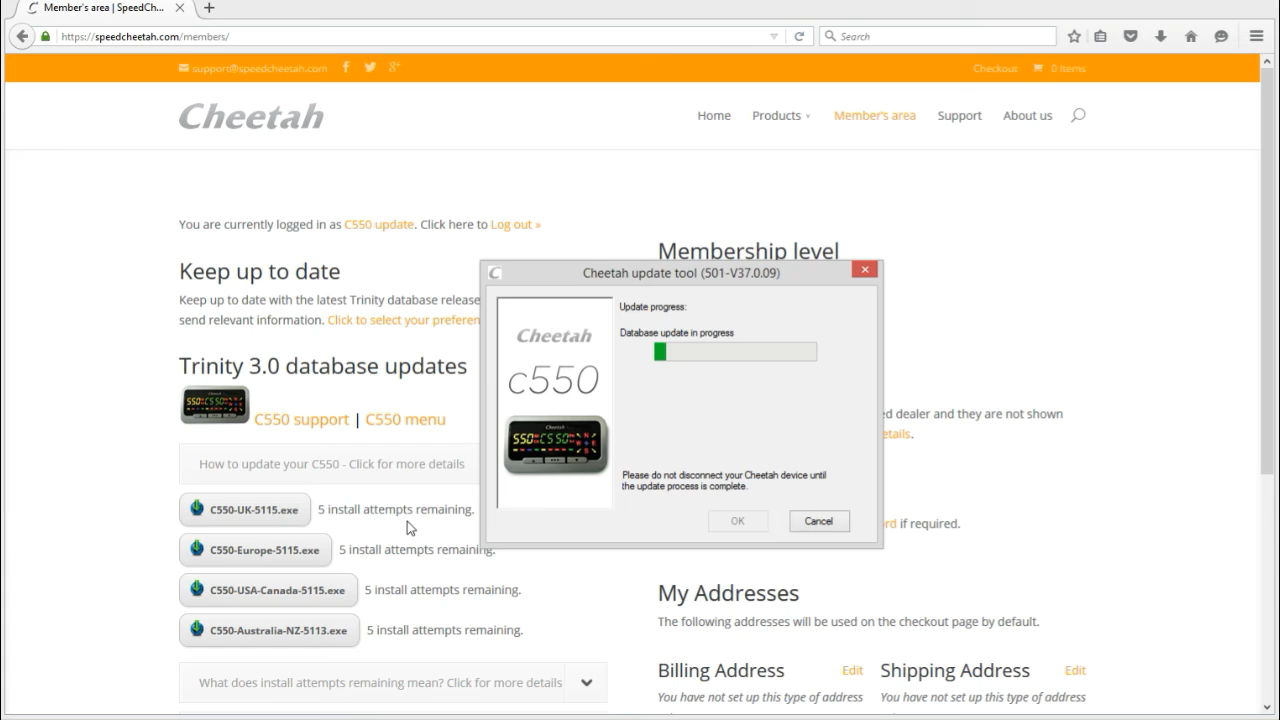 Member's area | SpeedCh...
https://speedcheetah.com/members/
Search
support@speedcheetah.com
Checkout
0 Items
Cheetah
Home
Products
Member's area
Support
About us
You are currently logged in as C550 update. Click here to Log out »
Keep up to date
Keep up to date with the latest Trinity database release
send relevant information. Click to select your preferen
Trinity 3.0 database updates
C550 support | C550 menu
How to update your C550 - Click for more details
C550-UK-5115.exe
5 install attempts remaining.
C550-Europe-5115.exe
5 install attempts remaining.
C550-USA-Canada-5115.exe
5 install attempts remaining.
C550-Australia-NZ-5113.exe
5 install attempts remaining.
What does install attempts remaining mean? Click for more details
Membership level
Cheetah update tool (501-V37.0.09)
Cheetah
c550
Update progress:
Database update in progress
Please do not disconnect your Cheetah device until
the update process is complete.
OK
Cancel
ed dealer and they are not shown
etails.
rd if required.
My Addresses
The following addresses will be used on the checkout page by default.
Billing Address
Edit
You have not set up this type of address
Shipping Address
Edit
You have not set up this type of address